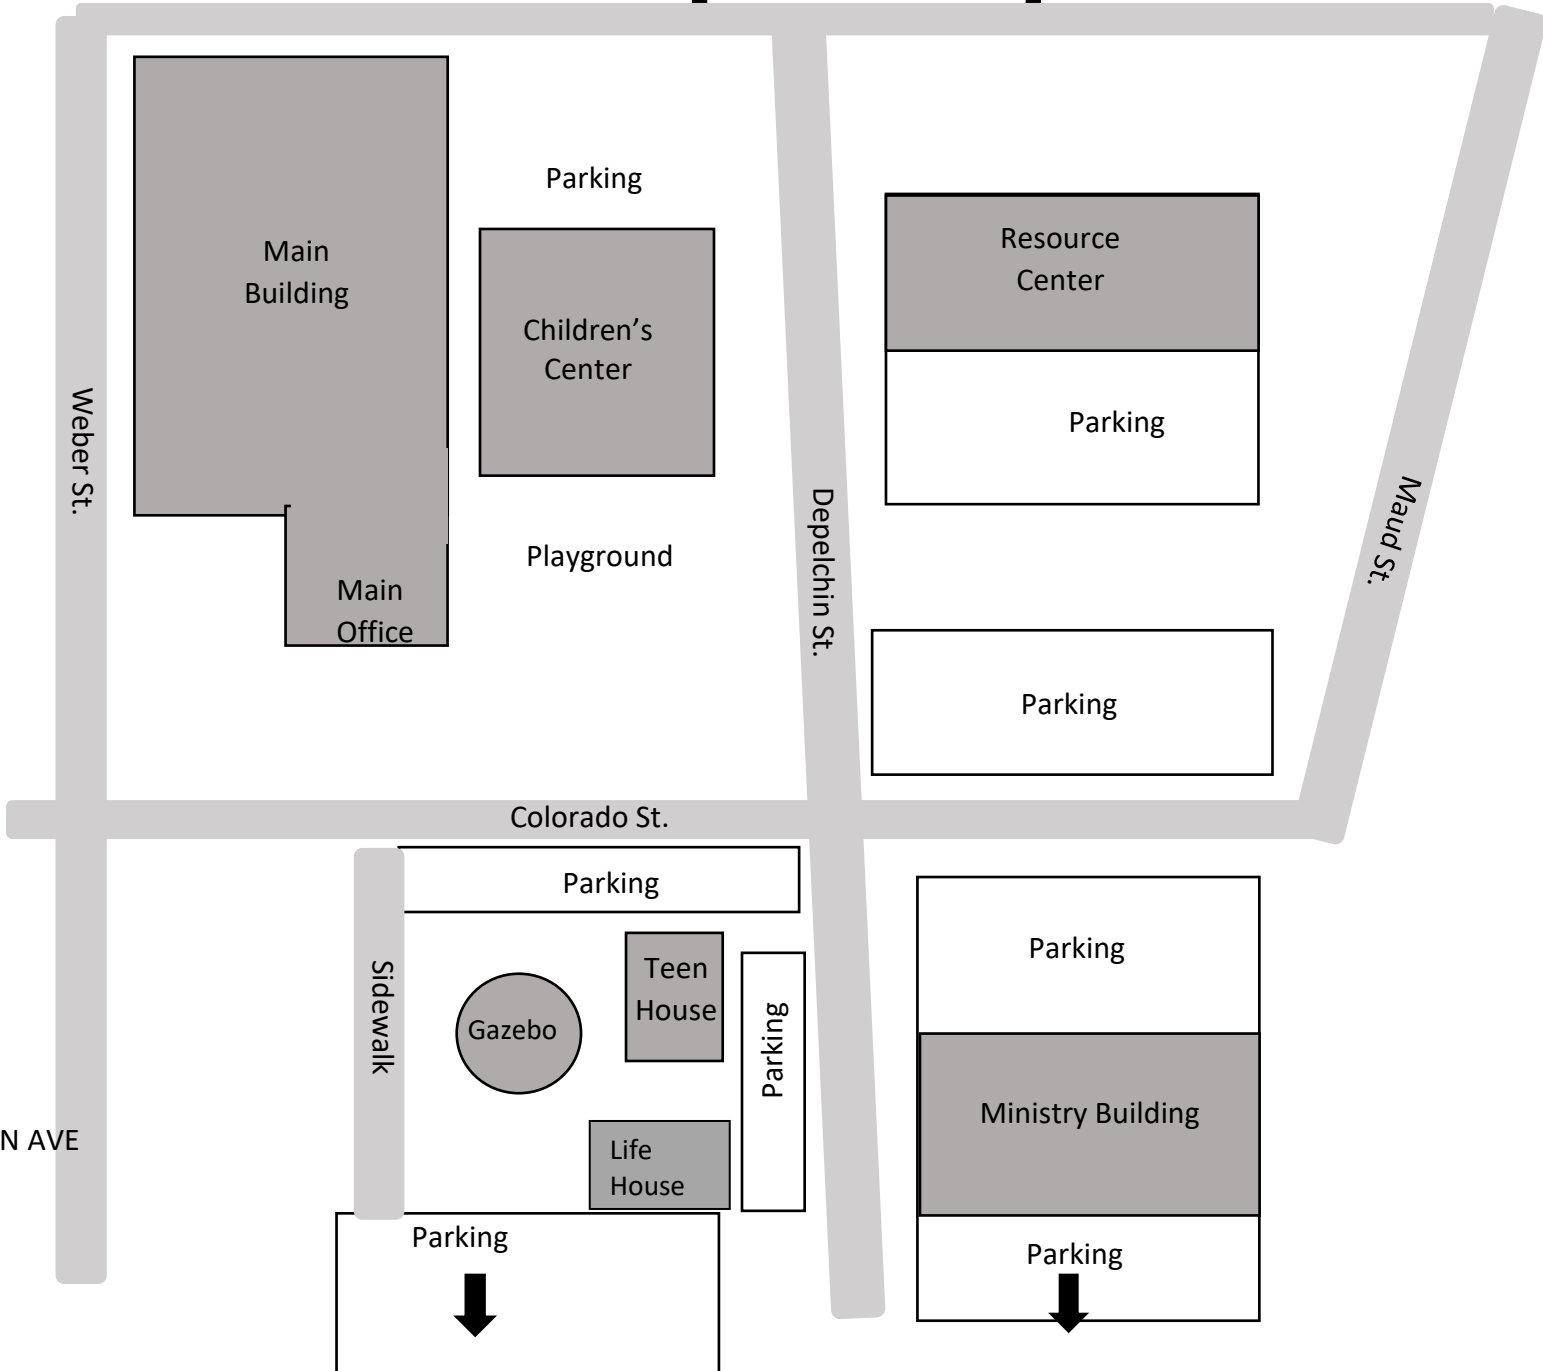 Parking
Main
Building
Resource
Center
Children's
Center
Parking
Weber St.
Depelchin St.
Maud St.
Playground
Main
Office
Parking
Colorado St.
Parking
Parking
Sidewalk
Teen
House
Gazebo
Parking
Ministry Building
N AVE
Life
House
Parking
Parking